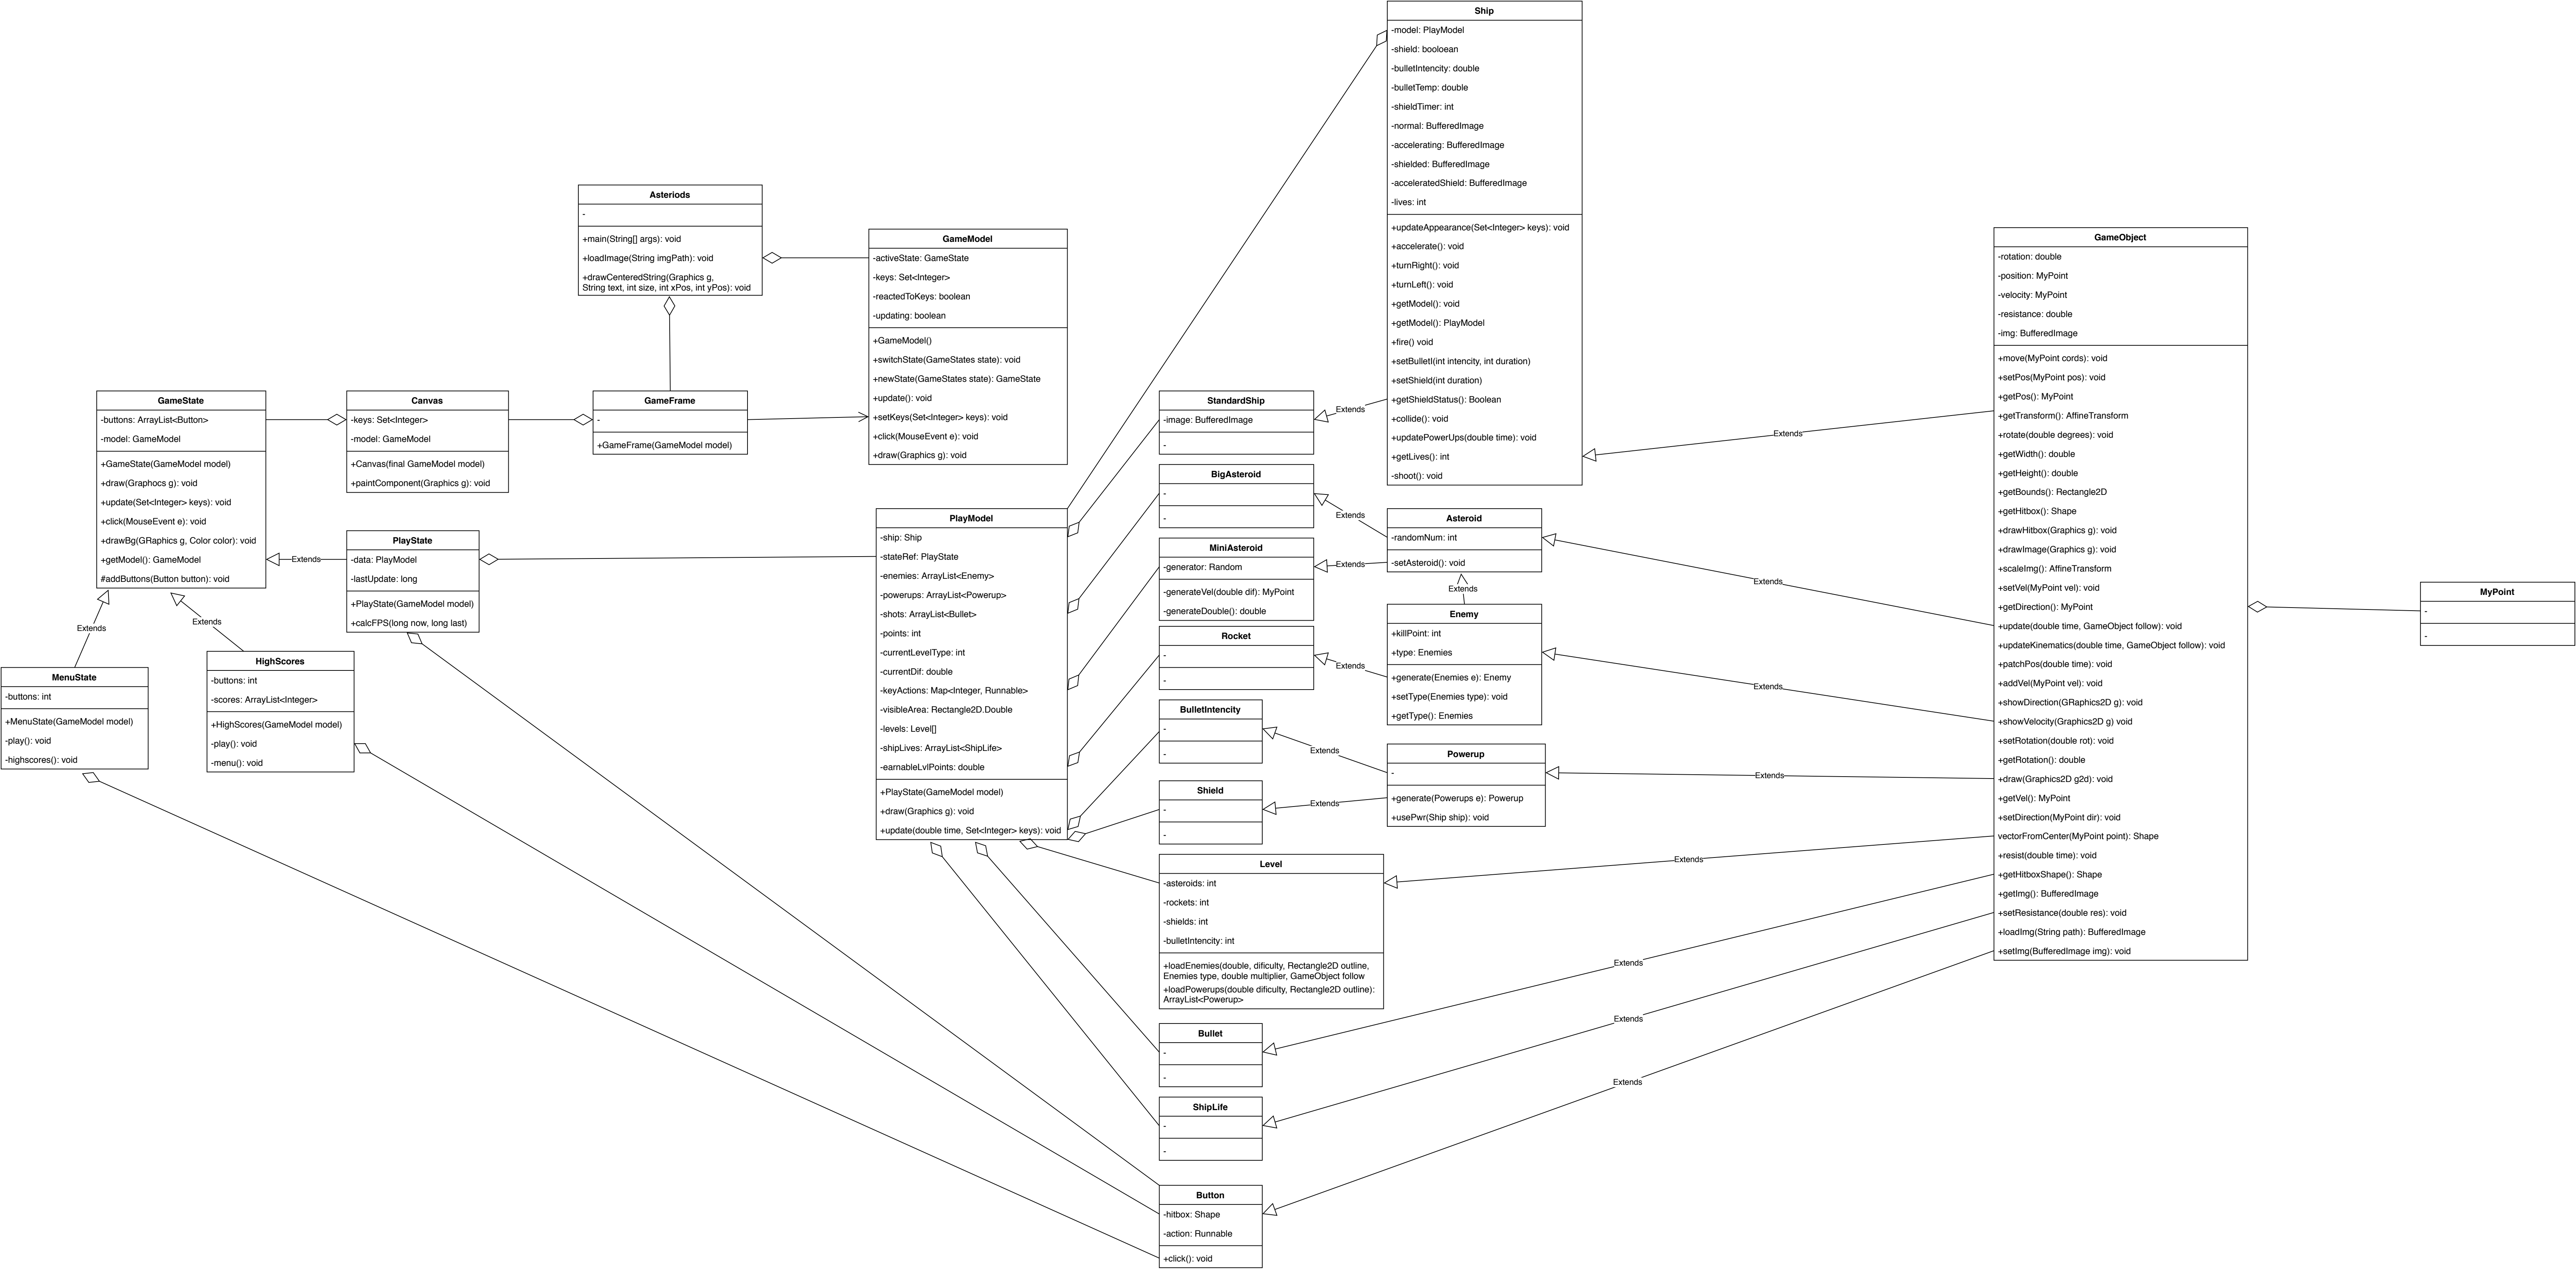 Ship
-model: PlayModel
-shield: booloean
-bulletIntencity: double
-bulletTemp: double
-shieldTimer: int
-normal: BufferedImage
-accelerating: BufferedImage
-shielded: BufferedImage
-acceleratedShield: BufferedImage
-lives: int
+updateAppearance(Set<Integer> keys): void
+accelerate(): void
+turnRight(): void
+turnLeft(): void
+getModel(): void
+getModel(): PlayModel
+fire() void
+setBulletI(int intencity, int duration)
+setShield(int duration)
+getShieldStatus(): Boolean
+collide(): void
+updatePowerUps(double time): void
+getLives(): int
-shoot(): void
Asteriods
-
+main(String[] args): void
+loadImage(String imgPath): void
+drawCenteredString(Graphics g,
String text, int size, int xPos, int yPos): void
GameModel
-activeState: GameState
-keys: Set<Integer>
-reactedToKeys: boolean
-updating: boolean
+GameModel()
+switchState(GameStates state): void
+newState(GameStates state): GameState
+update(): void
+setKeys(Set<Integer> keys): void
+click(MouseEvent e): void
+draw(Graphics g): void
GameObject
-rotation: double
-position: MyPoint
-velocity: MyPoint
-resistance: double
-img: BufferedImage
+move(MyPoint cords): void
+setPos(MyPoint pos): void
+getPos(): MyPoint
+getTransform(): AffineTransform
+rotate(double degrees): void
+getWidth(): double
+getHeight(): double
+getBounds(): Rectangle2D
+getHitbox(): Shape
+drawHitbox(Graphics g): void
+drawImage(Graphics g): void
+scaleImg(): AffineTransform
+setVel(MyPoint vel): void
+getDirection(): MyPoint
+update(double time, GameObject follow): void
+updateKinematics(double time, GameObject follow): void
+patchPos(double time): void
+addVel(MyPoint vel): void
+showDirection(GRaphics2D g): void
+showVelocity(Graphics2D g) void
+setRotation(double rot): void
+getRotation(): double
+draw(Graphics2D g2d): void
+getVel(): MyPoint
+setDirection(MyPoint dir): void
vectorFromCenter(MyPoint point): Shape
+resist(double time): void
+getHitboxShape(): Shape
+getImg(): BufferedImage
+setResistance(double res): void
+loadImg(String path): BufferedImage
+setImg(BufferedImage img): void
GameState
-buttons: ArrayList<Button>
-model: GameModel
+GameState(GameModel model)
+draw(Graphocs g): void
+update(Set<Integer> keys): void
+click(MouseEvent e): void
+drawBg(GRaphics g, Color color): void
+getModel(): GameModel
#addButtons(Button button): void
Canvas
-keys: Set<Integer>
-model: GameModel
+Canvas(final GameModel model)
+paintComponent(Graphics g): void
GameFrame
-
+GameFrame(GameModel model)
StandardShip
-image: BufferedImage
-
Extends
Extends
BigAsteroid
-
-
Extends
PlayModel
-ship: Ship
-stateRef: PlayState
-enemies: ArrayList<Enemy>
-powerups: ArrayList<Powerup>
-shots: ArrayList<Bullet>
-points: int
-currentLevelType: int
-currentDif: double
-keyActions: Map<Integer, Runnable>
-visibleArea: Rectangle2D.Double
-levels: Level[]
-shipLives: ArrayList<ShipLife>
-earnableLvlPoints: double
+PlayState(GameModel model)
+draw(Graphics g): void
+update(double time, Set<Integer> keys): void
Asteroid
-randomNum: int
-setAsteroid(): void
PlayState
-data: PlayModel
-lastUpdate: long
+PlayState(GameModel model)
+calcFPS(long now, long last)
Extends
MiniAsteroid
-generator: Random
-generateVel(double dif): MyPoint
-generateDouble(): double
Extends
Extends
Extends
MyPoint
-
-
Enemy
+killPoint: int
+type: Enemies
+generate(Enemies e): Enemy
+setType(Enemies type): void
+getType(): Enemies
Extends
Extends
Rocket
-
-
Extends
Extends
HighScores
-buttons: int
-scores: ArrayList<Integer>
+HighScores(GameModel model)
-play(): void
-menu(): void
MenuState
-buttons: int
+MenuState(GameModel model)
-play(): void
-highscores(): void
BulletIntencity
-
-
Extends
Powerup
-
+generate(Powerups e): Powerup
+usePwr(Ship ship): void
Extends
Shield
-
-
Extends
Level
-asteroids: int
-rockets: int
-shields: int
-bulletIntencity: int
+loadEnemies(double, dificulty, Rectangle2D outline,
Enemies type, double multiplier, GameObject follow
+loadPowerups(double dificulty, Rectangle2D outline):
ArrayList<Powerup>
Extends
Extends
Bullet
-
-
Extends
ShipLife
-
-
Extends
Button
-hitbox: Shape
-action: Runnable
+click(): void